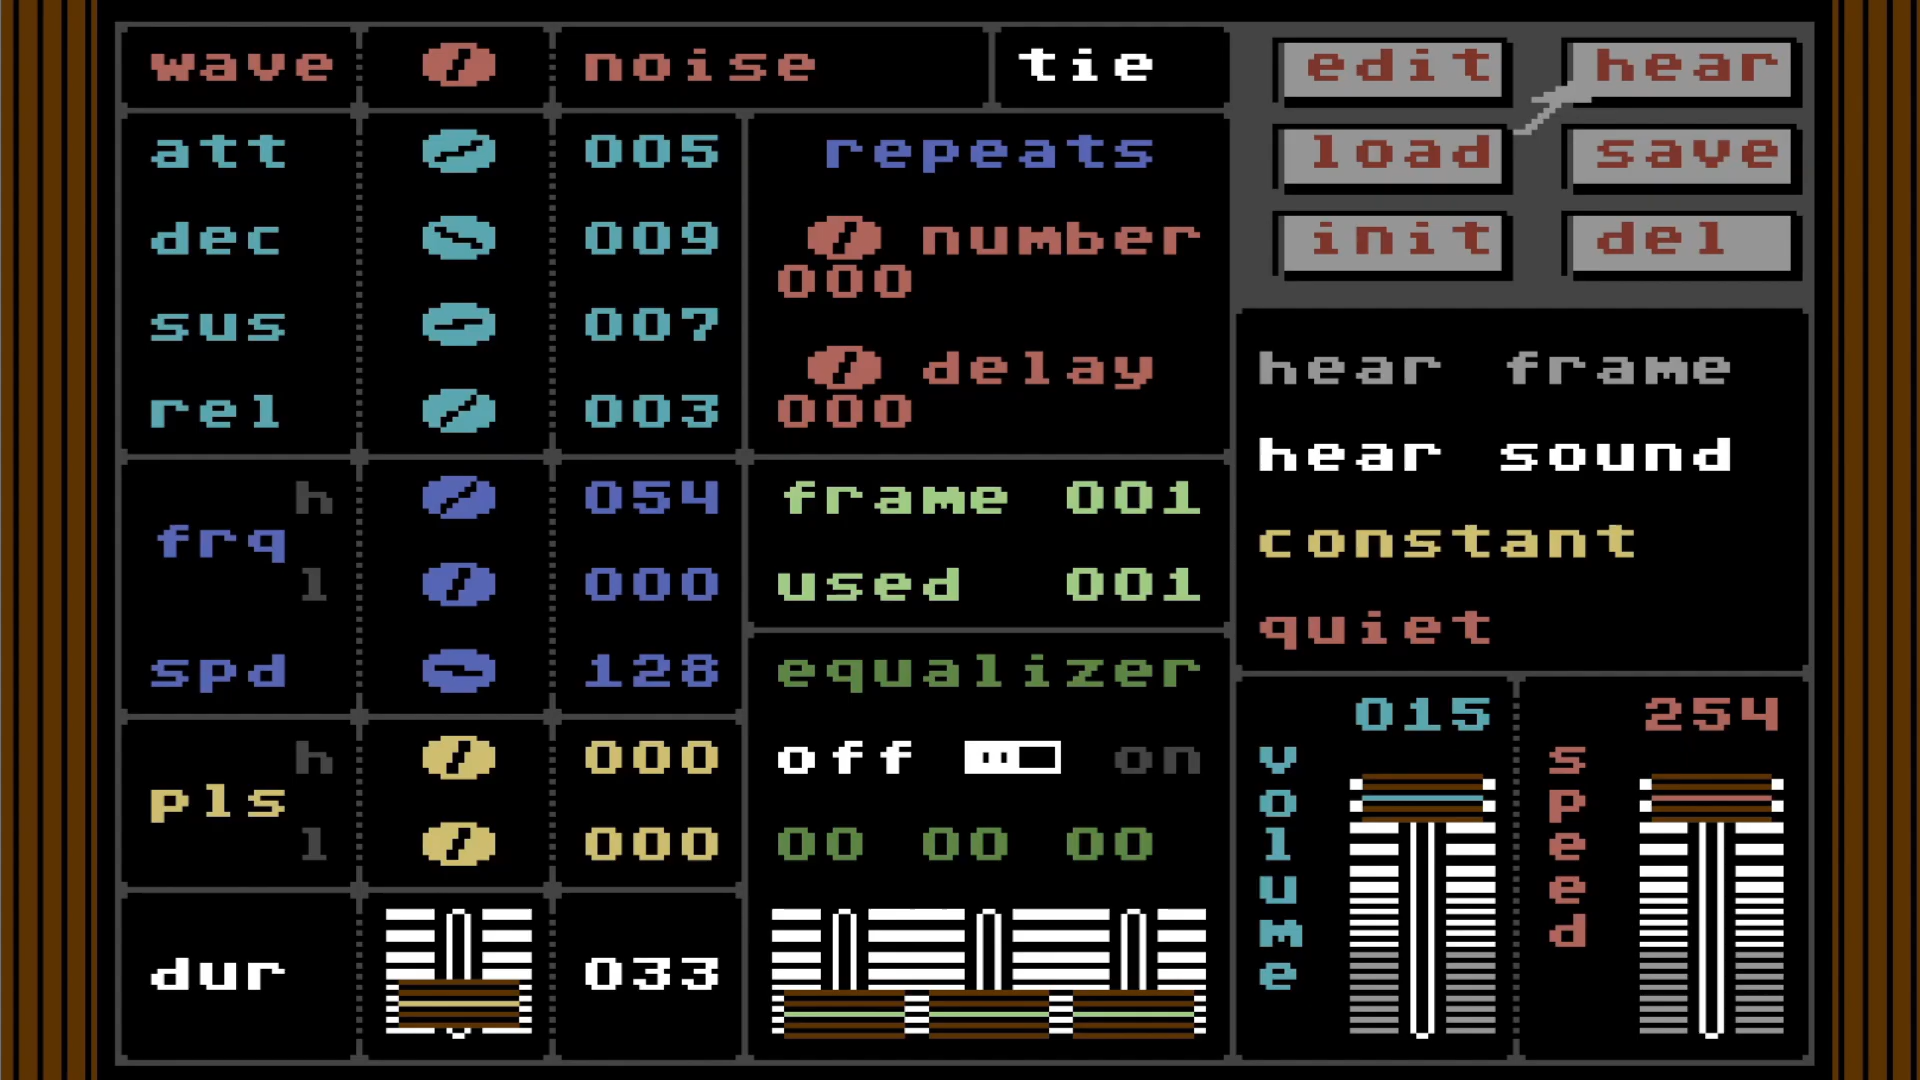 wave noise tie
att 005
dec 009
sus 007
rel 003
repeats
number
000
delay
000
edit hear
load save
init del
hear frame
hear sound
constant
quiet
frq
h 054
l 000
spd 128
frame 001
used 001
pls
h 000
l 000
equalizer
off on
00 00 00
dur 033
volume 015
speed 254